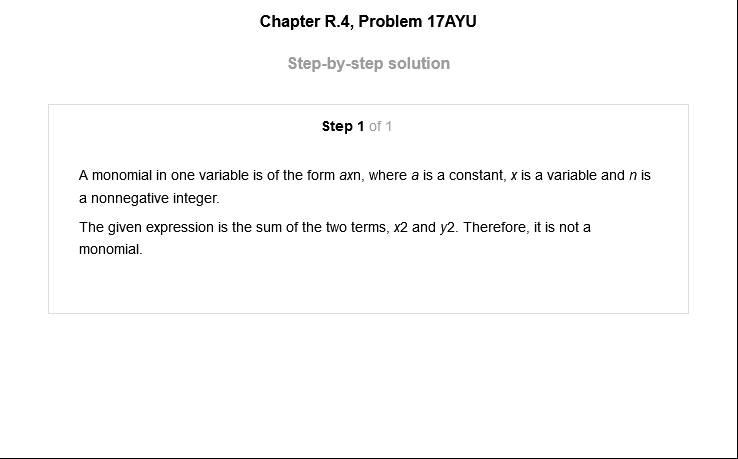 Chapter R.4, Problem 17AYU
Step-by-step solution
Step 1 of 1
A monomial in one variable is of the form axn, where a is a constant, x is a variable and n is
a nonnegative integer.
The given expression is the sum of the two terms, x2 and y2. Therefore, it is not a
monomial.